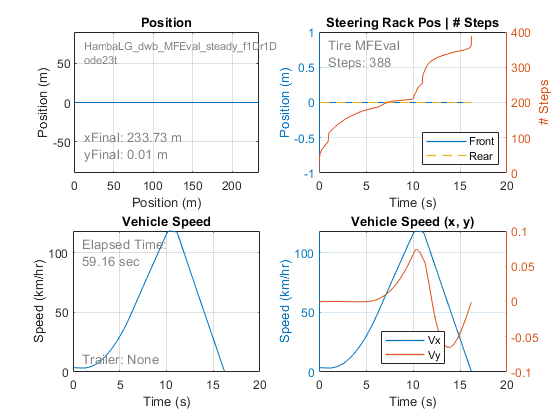 Position
HambaLG_dwb_MFEval_steady_f1Dr1D
ode23t
xFinal: 233.73 m
yFinal: 0.01 m
50
0
-50
0
50
100
150
200
Position (m)
Position (m)
Steering Rack Pos | # Steps
Tire MFEval
Steps: 388
Front
Rear
1
0.5
0
-0.5
-1
400
300
200
100
0
0
5
10
15
20
Position (m)
# Steps
Time (s)
Vehicle Speed
Elapsed Time:
59.16 sec
Trailer: None
100
50
0
0
5
10
15
20
Speed (km/hr)
Time (s)
Vehicle Speed (x, y)
Vx
Vy
100
50
0
0.1
0.05
0
-0.05
-0.1
0
5
10
15
20
Speed (km/hr)
Time (s)